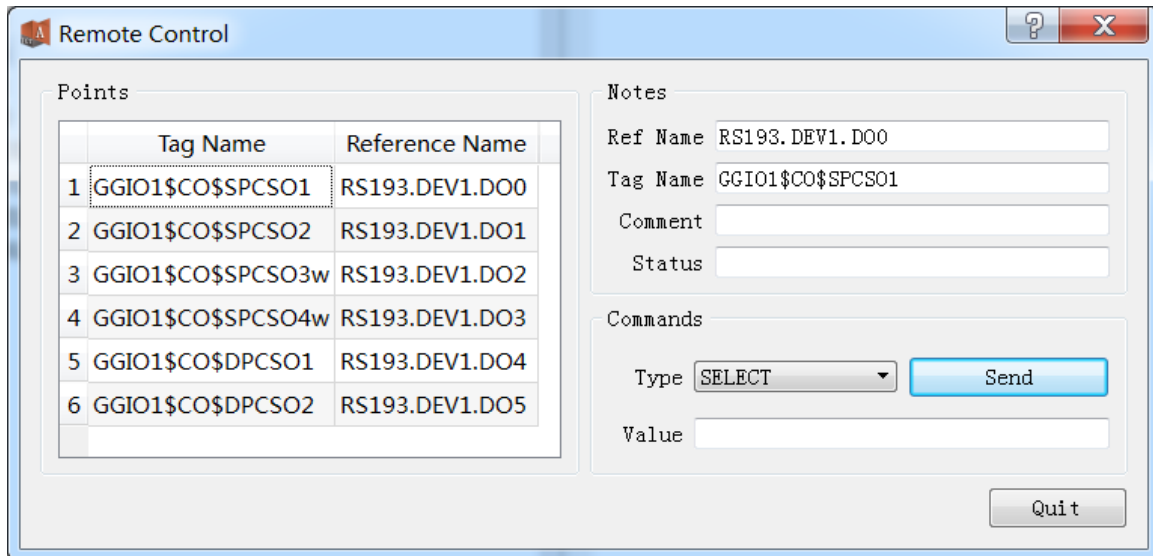 Remote Control
Points
Tag Name Reference Name
1 GGIO1$CO$SPCSO1 RS193.DEV1.DO0
2 GGIO1$CO$SPCSO2 RS193.DEV1.DO1
3 GGIO1$CO$SPCSO3w RS193.DEV1.DO2
4 GGIO1$CO$SPCSO4w RS193.DEV1.DO3
5 GGIO1$CO$DPCSO1 RS193.DEV1.DO4
6 GGIO1$CO$DPCSO2 RS193.DEV1.DO5
Notes
Ref Name RS193.DEV1.DO0
Tag Name GGIO1$CO$SPCSO1
Comment
Status
Commands
Type SELECT Send
Value
Quit